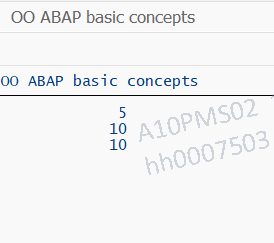 OO ABAP basic concepts
OO ABAP basic concepts
5
10
10
A10PMS02
hh0007503